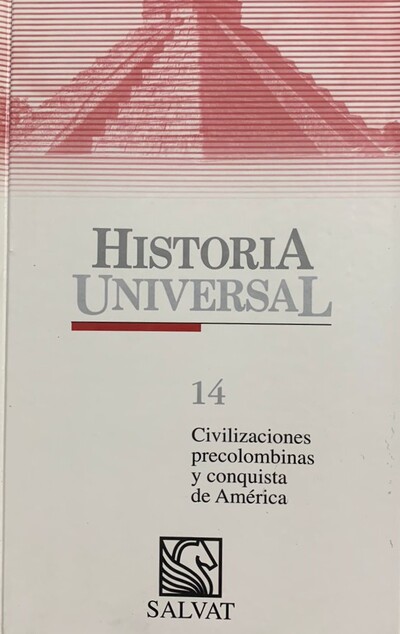 HISTORIA
UNIVERSAL
14
Civilizaciones
precolombinas
y conquista
de América
SALVAT